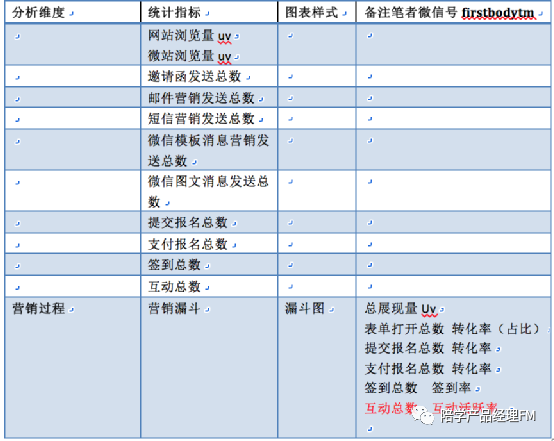 分析维度 统计指标 图表样式 备注笔者微信号 firstbodytm
网站浏览量 uv
微站浏览量 uv
邀请函发送总数
邮件营销发送总数
短信营销发送总数
微信模板消息营销发
送总数
微信图文消息发送总
数
提交报名总数
支付报名总数
签到总数
互动总数
营销过程 营销漏斗 漏斗图 总展现量 Uv
表单打开总数 转化率（占比）
提交报名总数 转化率
支付报名总数 转化率
签到总数 签到率
互动总数 互动活跃率
陪学产品经理FM